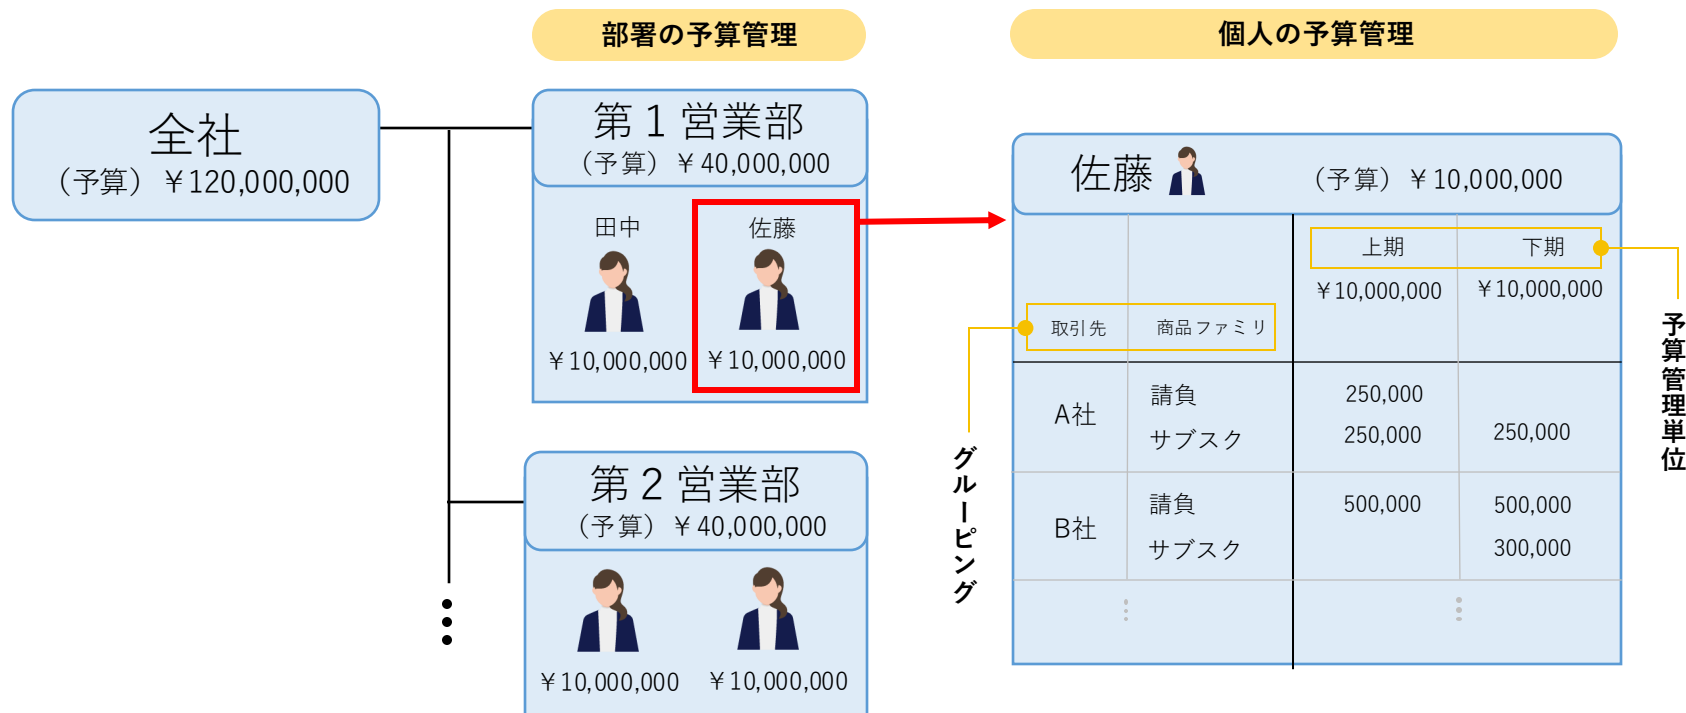 部署の予算管理
個人の予算管理
全社
（予算）￥120,000,000
第１営業部
（予算）￥40,000,000
田中
佐藤
￥10,000,000
￥10,000,000
第２営業部
（予算）￥40,000,000
￥10,000,000
￥10,000,000
佐藤
（予算）￥10,000,000
上期
下期
￥10,000,000
￥10,000,000
取引先
商品ファミリ
A社
請負
250,000
サブスク
250,000
250,000
B社
請負
500,000
500,000
サブスク
300,000
グルーピング
予算管理単位